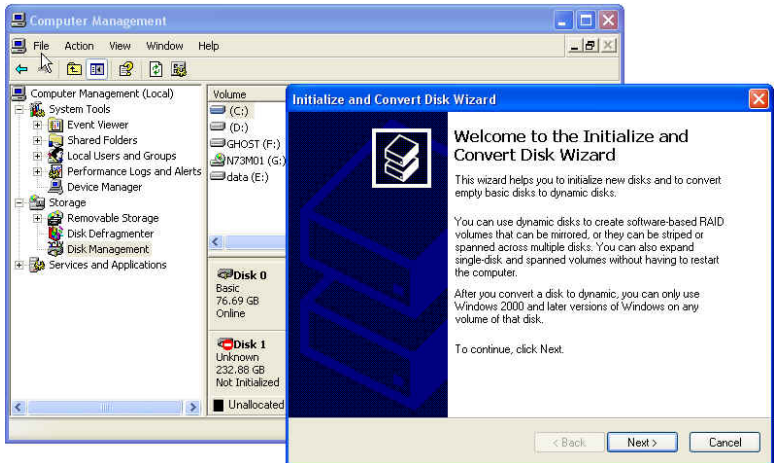 Computer Management
File Action View Window Help
Computer Management (Local)
System Tools
Event Viewer
Shared Folders
Local Users and Groups
Performance Logs and Alerts
Device Manager
Storage
Removable Storage
Disk Defragmenter
Disk Management
Services and Applications
Volume
(C:)
(D:)
GHOST (F:)
N73M01 (G:)
data (E:)
Disk 0
Basic
76.69 GB
Online
Disk 1
Unknown
232.88 GB
Not Initialized
Unallocated
Initialize and Convert Disk Wizard
Welcome to the Initialize and
Convert Disk Wizard
This wizard helps you to initialize new disks and to convert
empty basic disks to dynamic disks.
You can use dynamic disks to create software-based RAID
volumes that can be mirrored, or they can be striped or
spanned across multiple disks. You can also expand
single-disk and spanned volumes without having to restart
the computer.
After you convert a disk to dynamic, you can only use
Windows 2000 and later versions of Windows on any
volume of that disk.
To continue, click Next.
< Back Next > Cancel